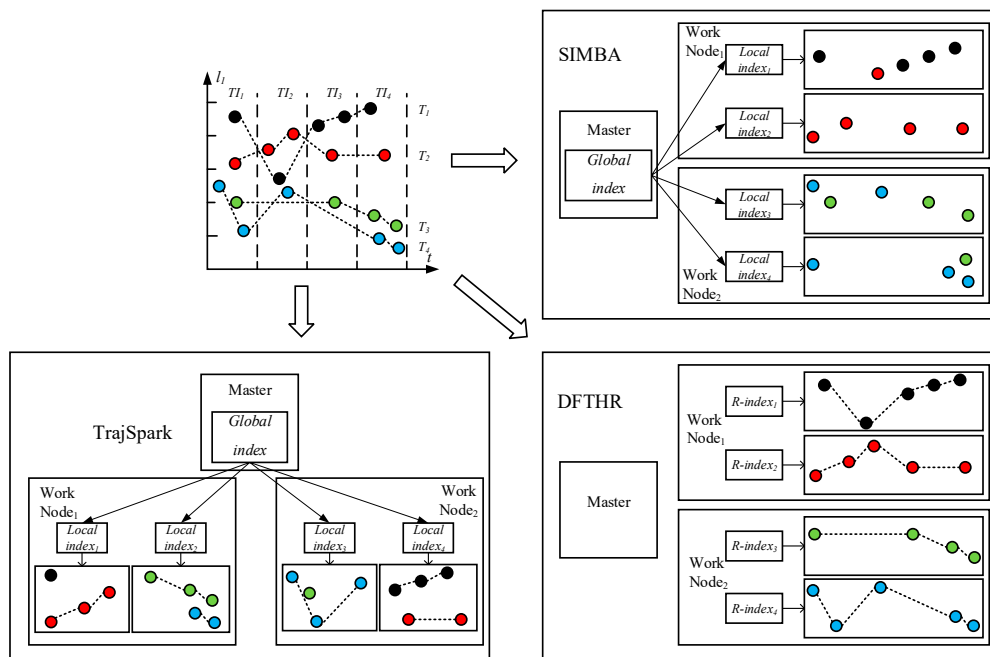 l1
TI1 TI2 TI3 TI4
T1
T2
T3
T4
t
SIMBA
Master
Global
index
Work
Node1
Local
index1
Local
index2
Local
index3
Local
index4
Work
Node2
TrajSpark
Master
Global
index
Work
Node1
Local
index1
Local
index2
Work
Node2
Local
index3
Local
index4
DFTHR
Master
Work
Node1
R-index1
R-index2
Work
Node2
R-index3
R-index4